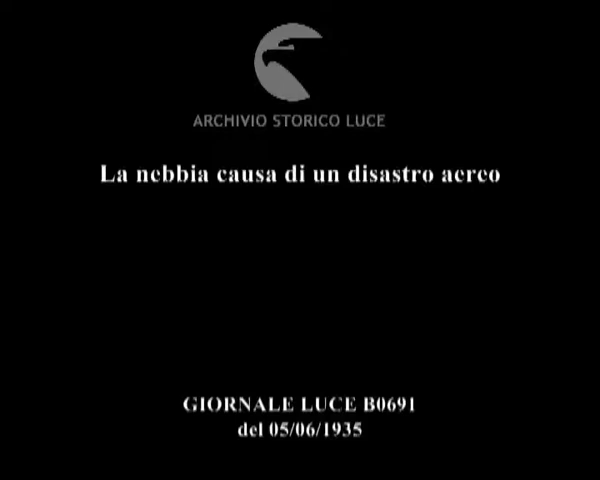 ARCHIVIO STORICO LUCE
La nebbia causa di un disastro aereo
GIORNALE LUCE B0691
del 05/06/1935